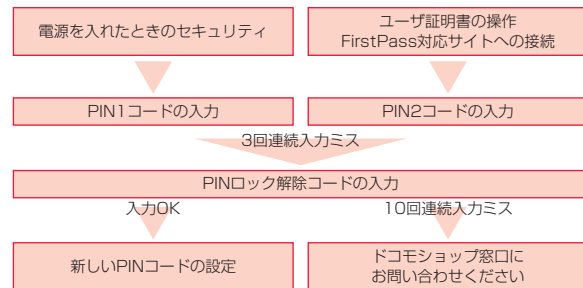 電源を入れたときのセキュリティ
ユーザ証明書の操作
FirstPass対応サイトへの接続
PIN1コードの入力
PIN2コードの入力
3回連続入力ミス
PINロック解除コードの入力
入力OK
10回連続入力ミス
新しいPINコードの設定
ドコモショップ窓口に
お問い合わせください